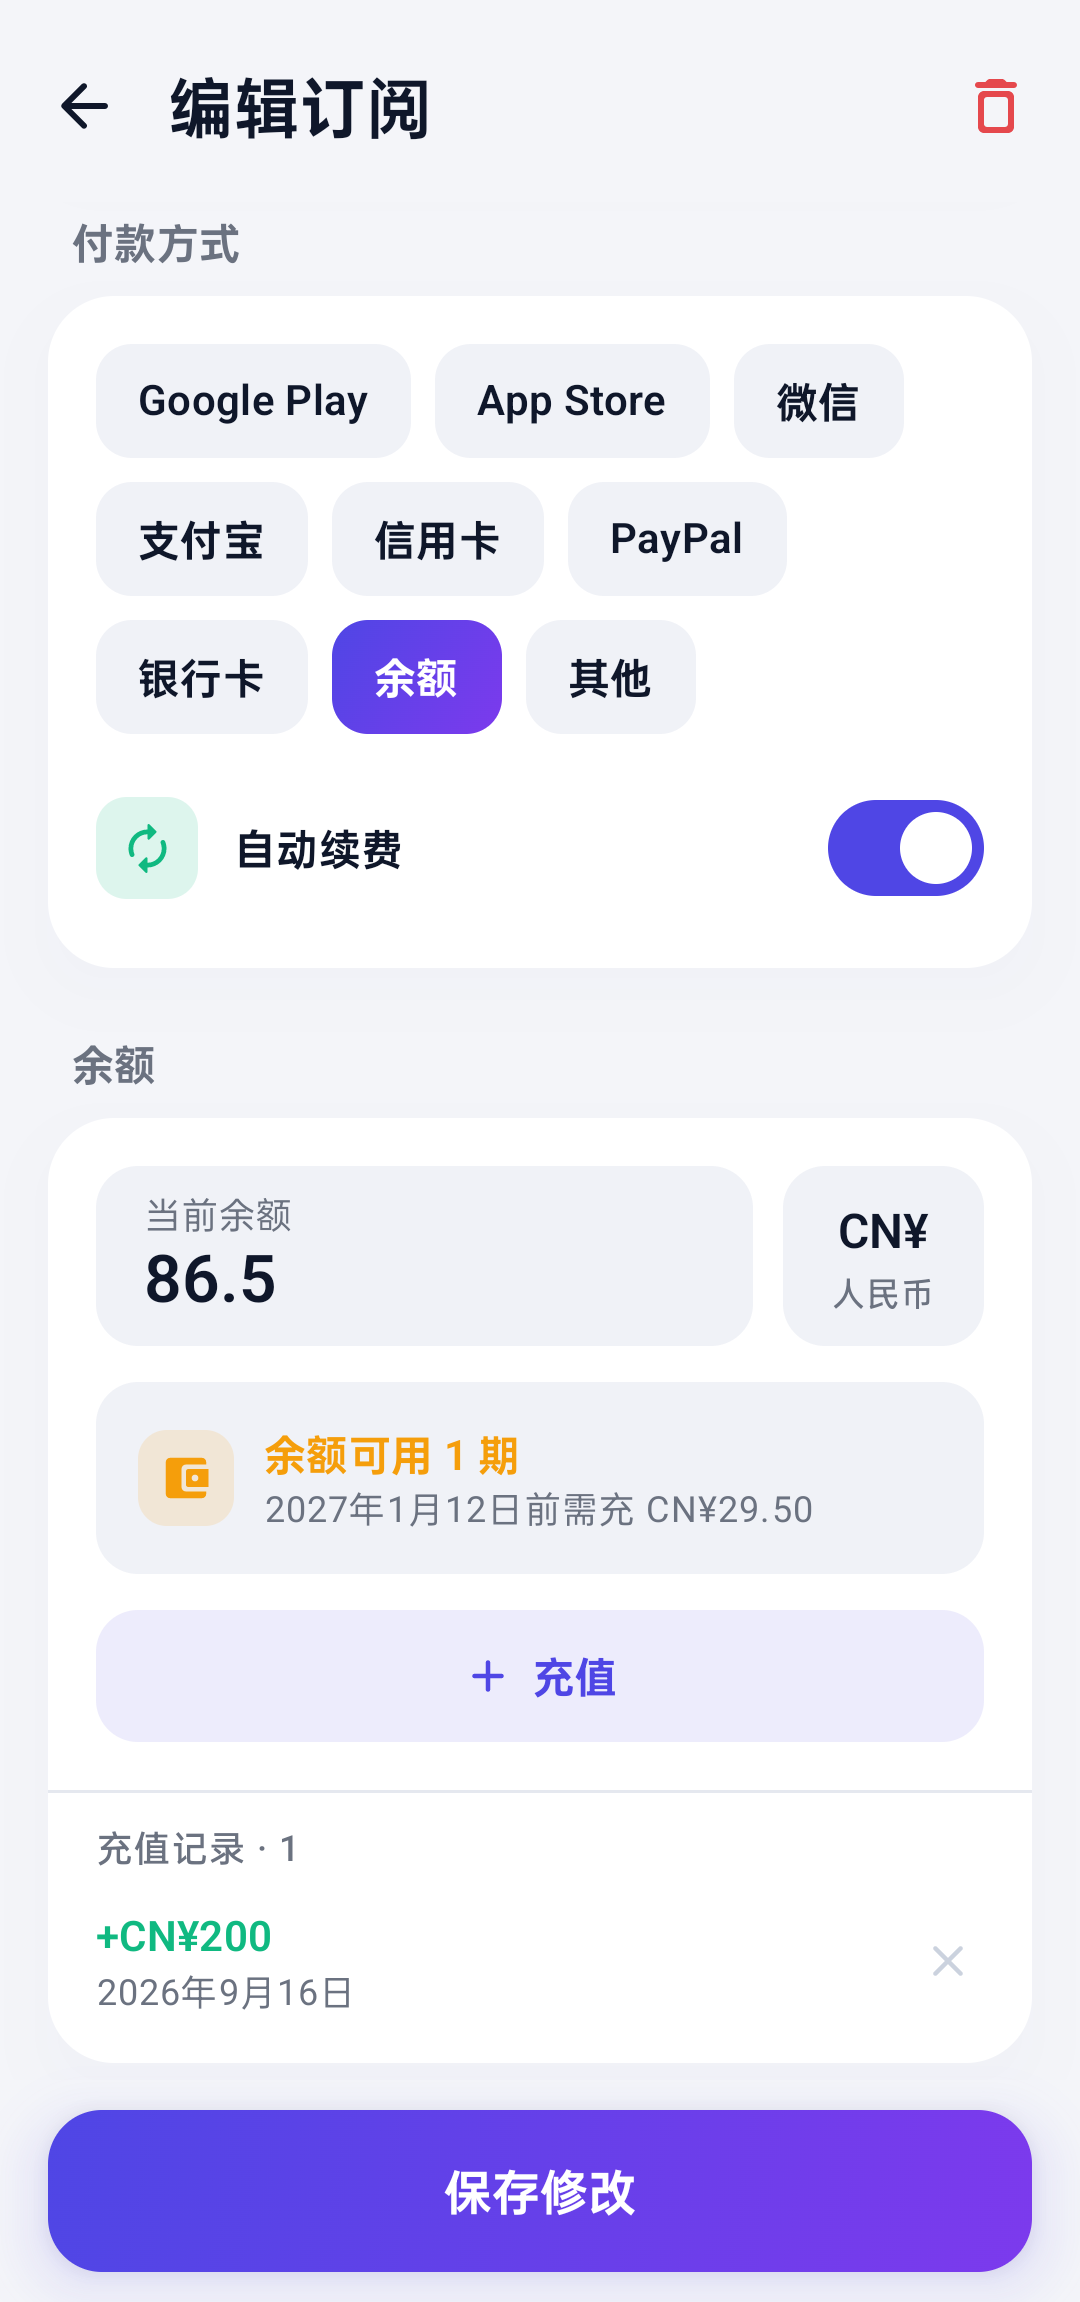 编辑订阅
付款方式
Google Play
App Store
微信
支付宝
信用卡
PayPal
银行卡
余额
其他
自动续费
余额
当前余额
86.5
CN¥
人民币
余额可用 1 期
2027年1月12日前需充 CN¥29.50
充值
充值记录 · 1
+CN¥200
2026年9月16日
保存修改